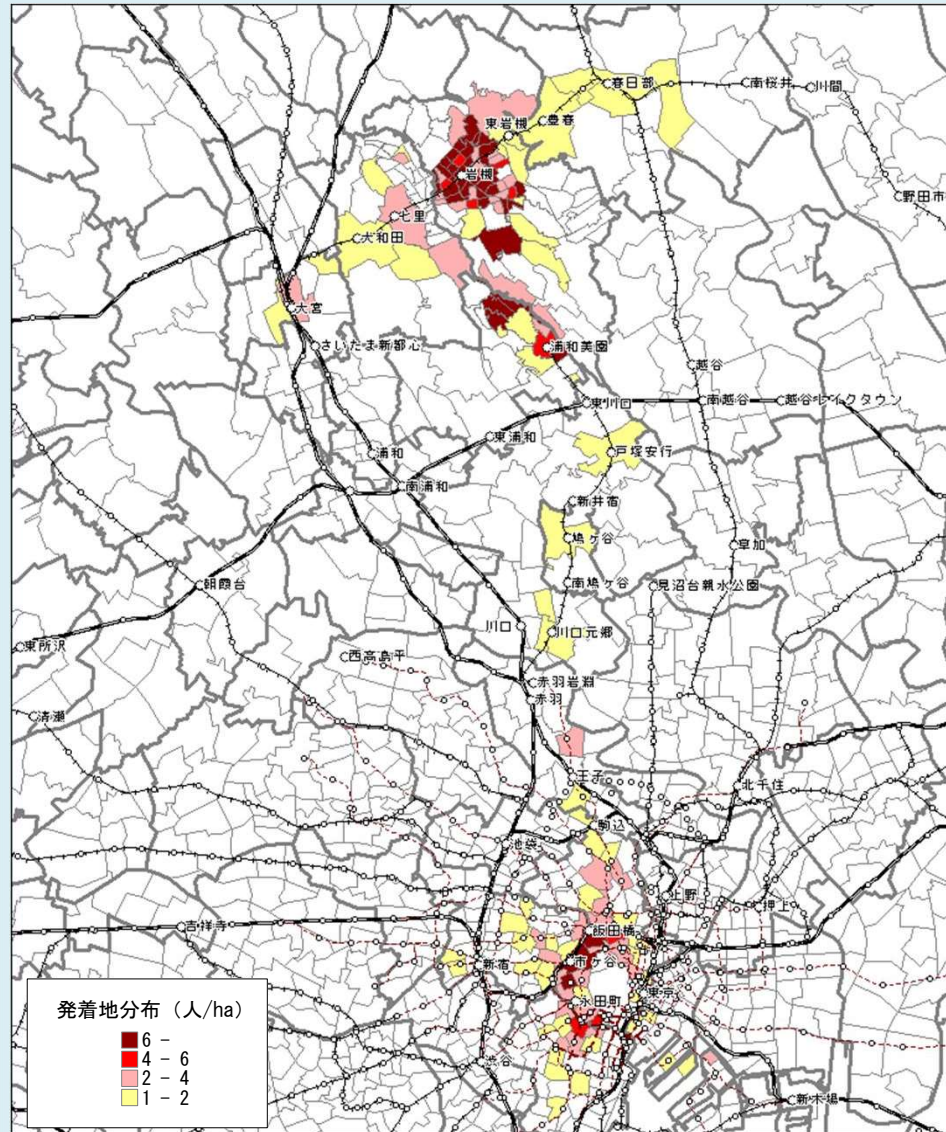 春日部
南桜井
川間
豊春
東岩槻
岩槻
野田市
七里
大和田
大宮
さいたま新都心
浦和美園
越谷
東川口
南越谷
越谷レイクタウン
東浦和
戸塚安行
浦和
南浦和
新井宿
鳩ヶ谷
草加
朝霞台
南鳩ヶ谷
見沼台親水公園
川口
川口元郷
東所沢
西高島平
赤羽岩淵
赤羽
清瀬
王子
北千住
駒込
池袋
上野
押上
吉祥寺
飯田橋
市ヶ谷
新宿
永田町
東京
渋谷
新木場
発着地分布（人/ha）
6 -
4 - 6
2 - 4
1 - 2